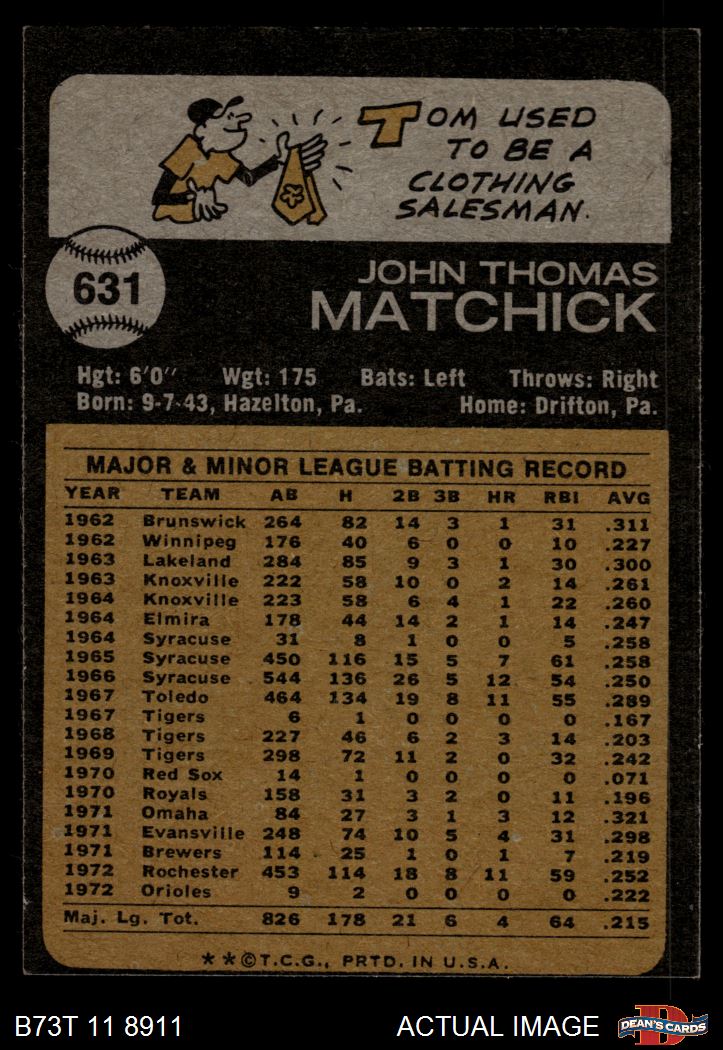 TOM USED
TO BE A
CLOTHING
SALESMAN.
631
JOHN THOMAS
MATCHICK
Hgt: 6'0" Wgt: 175 Bats: Left Throws: Right
Born: 9-7-43, Hazelton, Pa. Home: Drifton, Pa.
MAJOR & MINOR LEAGUE BATTING RECORD
YEAR TEAM AB H 2B 3B HR RBI AVG
1962 Brunswick 264 82 14 3 1 31 .311
1962 Winnipeg 176 40 6 0 0 10 .227
1963 Lakeland 284 85 9 3 1 30 .300
1963 Knoxville 222 58 10 0 2 14 .261
1964 Knoxville 223 58 6 4 1 22 .260
1964 Elmira 178 44 14 2 1 14 .247
1964 Syracuse 31 8 1 0 0 5 .258
1965 Syracuse 450 116 15 5 7 61 .258
1966 Syracuse 544 136 26 5 12 54 .250
1967 Toledo 464 134 19 8 11 55 .289
1967 Tigers 6 1 0 0 0 0 .167
1968 Tigers 227 46 6 2 3 14 .203
1969 Tigers 298 72 11 2 0 32 .242
1970 Red Sox 14 1 0 0 0 0 .071
1970 Royals 158 31 3 2 0 11 .196
1971 Omaha 84 27 3 1 3 12 .321
1971 Evansville 248 74 10 5 4 31 .298
1971 Brewers 114 25 1 0 1 7 .219
1972 Rochester 453 114 18 8 11 59 .252
1972 Orioles 9 2 0 0 0 0 .222
Maj. Lg. Tot. 826 178 21 6 4 64 .215
**©T.C.G., PRTD. IN U.S.A.
B73T 11 8911 ACTUAL IMAGE DEAN'S CARDS